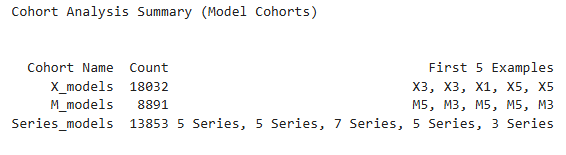 Cohort Analysis Summary (Model Cohorts)
Cohort Name Count First 5 Examples
X_models 18032 X3, X3, X1, X5, X5
M_models 8891 M5, M3, M5, M5, M3
Series_models 13853 5 Series, 5 Series, 7 Series, 5 Series, 3 Series